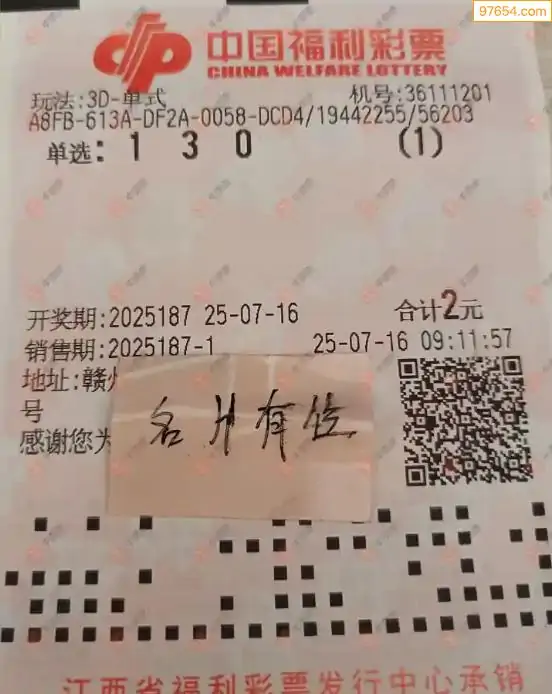 97654.com
中国福利彩票
CHINA WELFARE LOTTERY
玩法:3D-单式 机号:36111201
A8FB-613A-DF2A-0058-DCD4/19442255/56203
单选: 1 3 0 (1)
开奖期:2025187 25-07-16 合计2元
销售期:2025187-1 25-07-16 09:11:57
地址:赣州
号
感谢您为
名片有位
江西省福利彩票发行中心承销